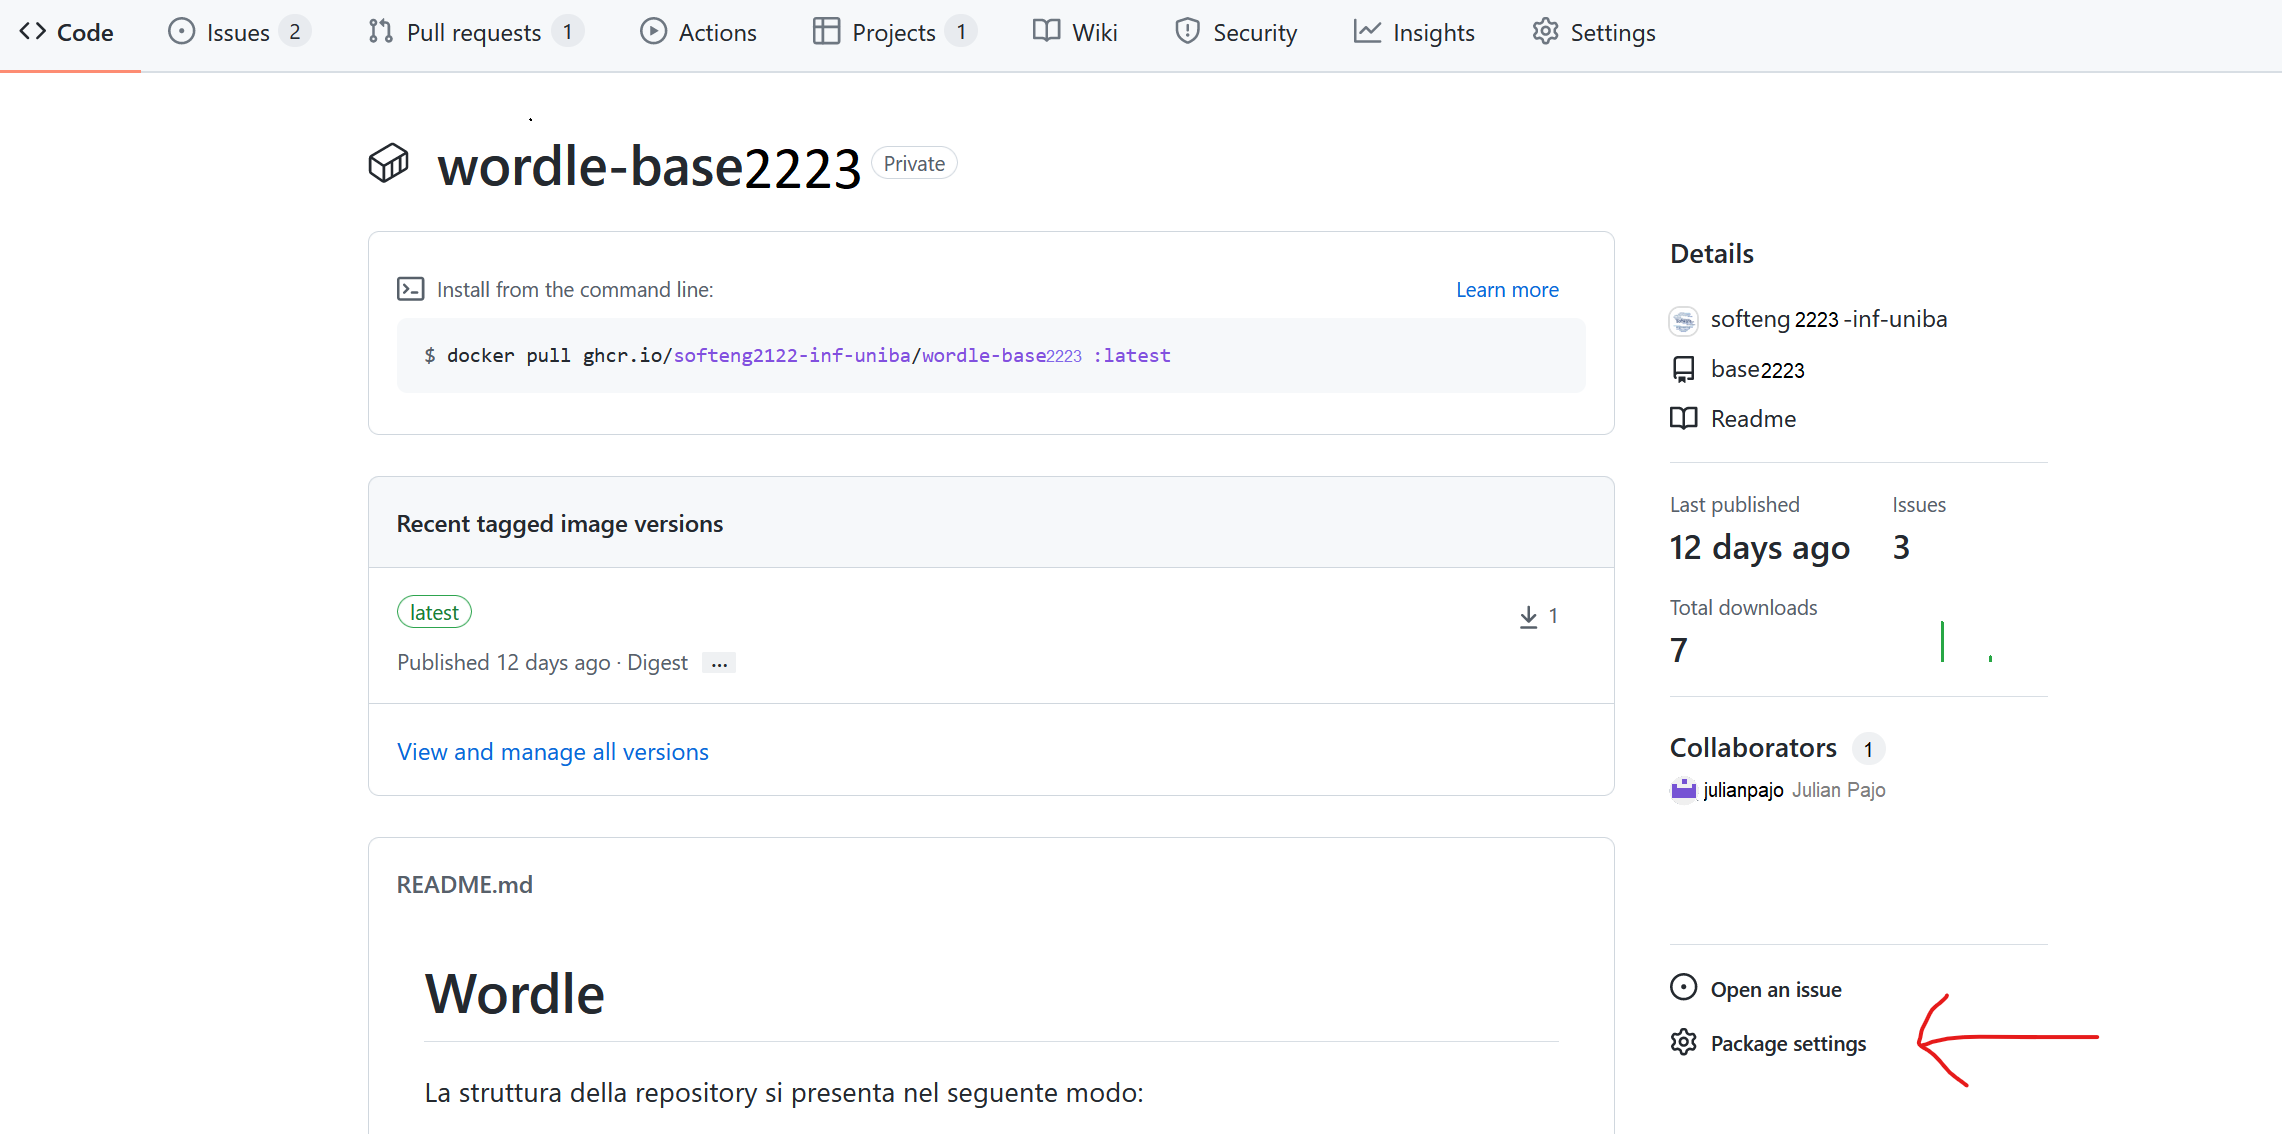 Code Issues 2 Pull requests 1 Actions Projects 1 Wiki Security Insights Settings
wordle-base2223 Private
Install from the command line: Learn more
$ docker pull ghcr.io/softeng2122-inf-uniba/wordle-base2223 :latest
Recent tagged image versions
latest 1
Published 12 days ago · Digest ...
View and manage all versions
README.md
Wordle
La struttura della repository si presenta nel seguente modo:
Details
softeng 2223 -inf-uniba
base2223
Readme
Last published Issues
12 days ago 3
Total downloads
7
Collaborators 1
julianpajo Julian Pajo
Open an issue
Package settings